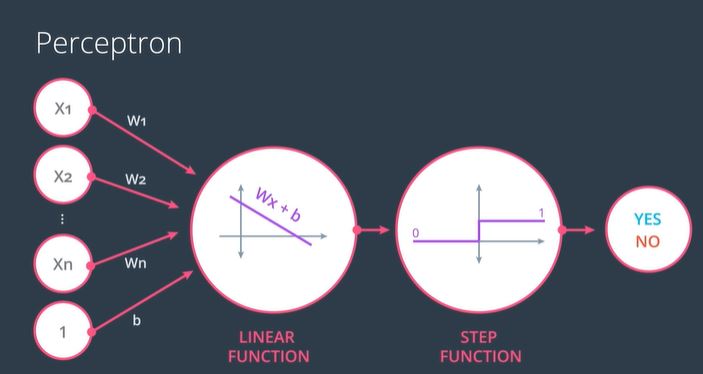 Perceptron
X1
W1
X2
W2
⋮
Xn
Wn
1
b
Wx + b
LINEAR
FUNCTION
0
1
STEP
FUNCTION
YES
NO